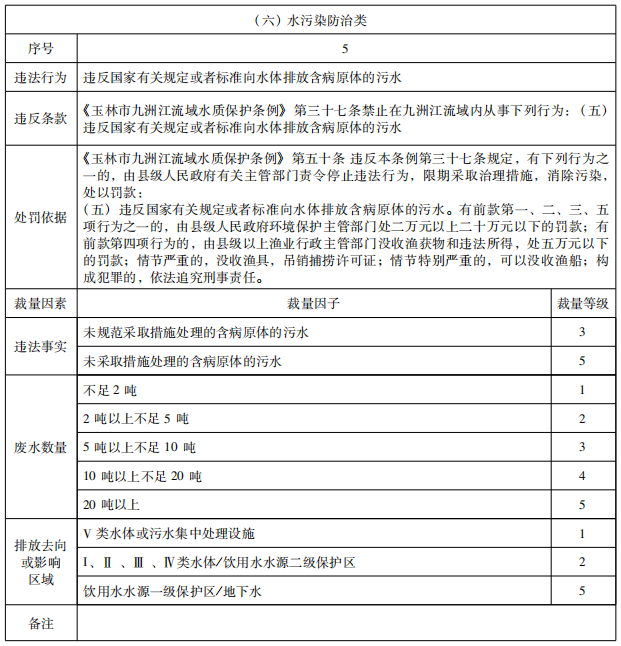 （六）水污染防治类
序号 5
违法行为 违反国家有关规定或者标准向水体排放含病原体的污水
违反条款 《玉林市九洲江流域水质保护条例》第三十七条禁止在九洲江流域内从事下列行为：（五）
违反国家有关规定或者标准向水体排放含病原体的污水
处罚依据
《玉林市九洲江流域水质保护条例》第五十条 违反本条例第三十七条规定，有下列行为之
一的，由县级人民政府有关主管部门责令停止违法行为，限期采取治理措施，消除污染，
处以罚款：
（五）违反国家有关规定或者标准向水体排放含病原体的污水。有前款第一、二、三、五
项行为之一的，由县级人民政府环境保护主管部门处二万元以上二十万元以下的罚款；有
前款第四项行为的，由县级以上渔业行政主管部门没收渔获物和违法所得，处五万元以下
的罚款；情节严重的，没收渔具，吊销捕捞许可证；情节特别严重的，可以没收渔船；构
成犯罪的，依法追究刑事责任。
裁量因素 裁量因子 裁量等级
违法事实
未规范采取措施处理的含病原体的污水 3
未采取措施处理的含病原体的污水 5
废水数量
不足 2 吨 1
2 吨以上不足 5 吨 2
5 吨以上不足 10 吨 3
10 吨以上不足 20 吨 4
20 吨以上 5
排放去向
或影响
区域
V 类水体或污水集中处理设施 1
Ⅰ、Ⅱ、Ⅲ、Ⅳ类水体/饮用水水源二级保护区 2
饮用水水源一级保护区/地下水 5
备注